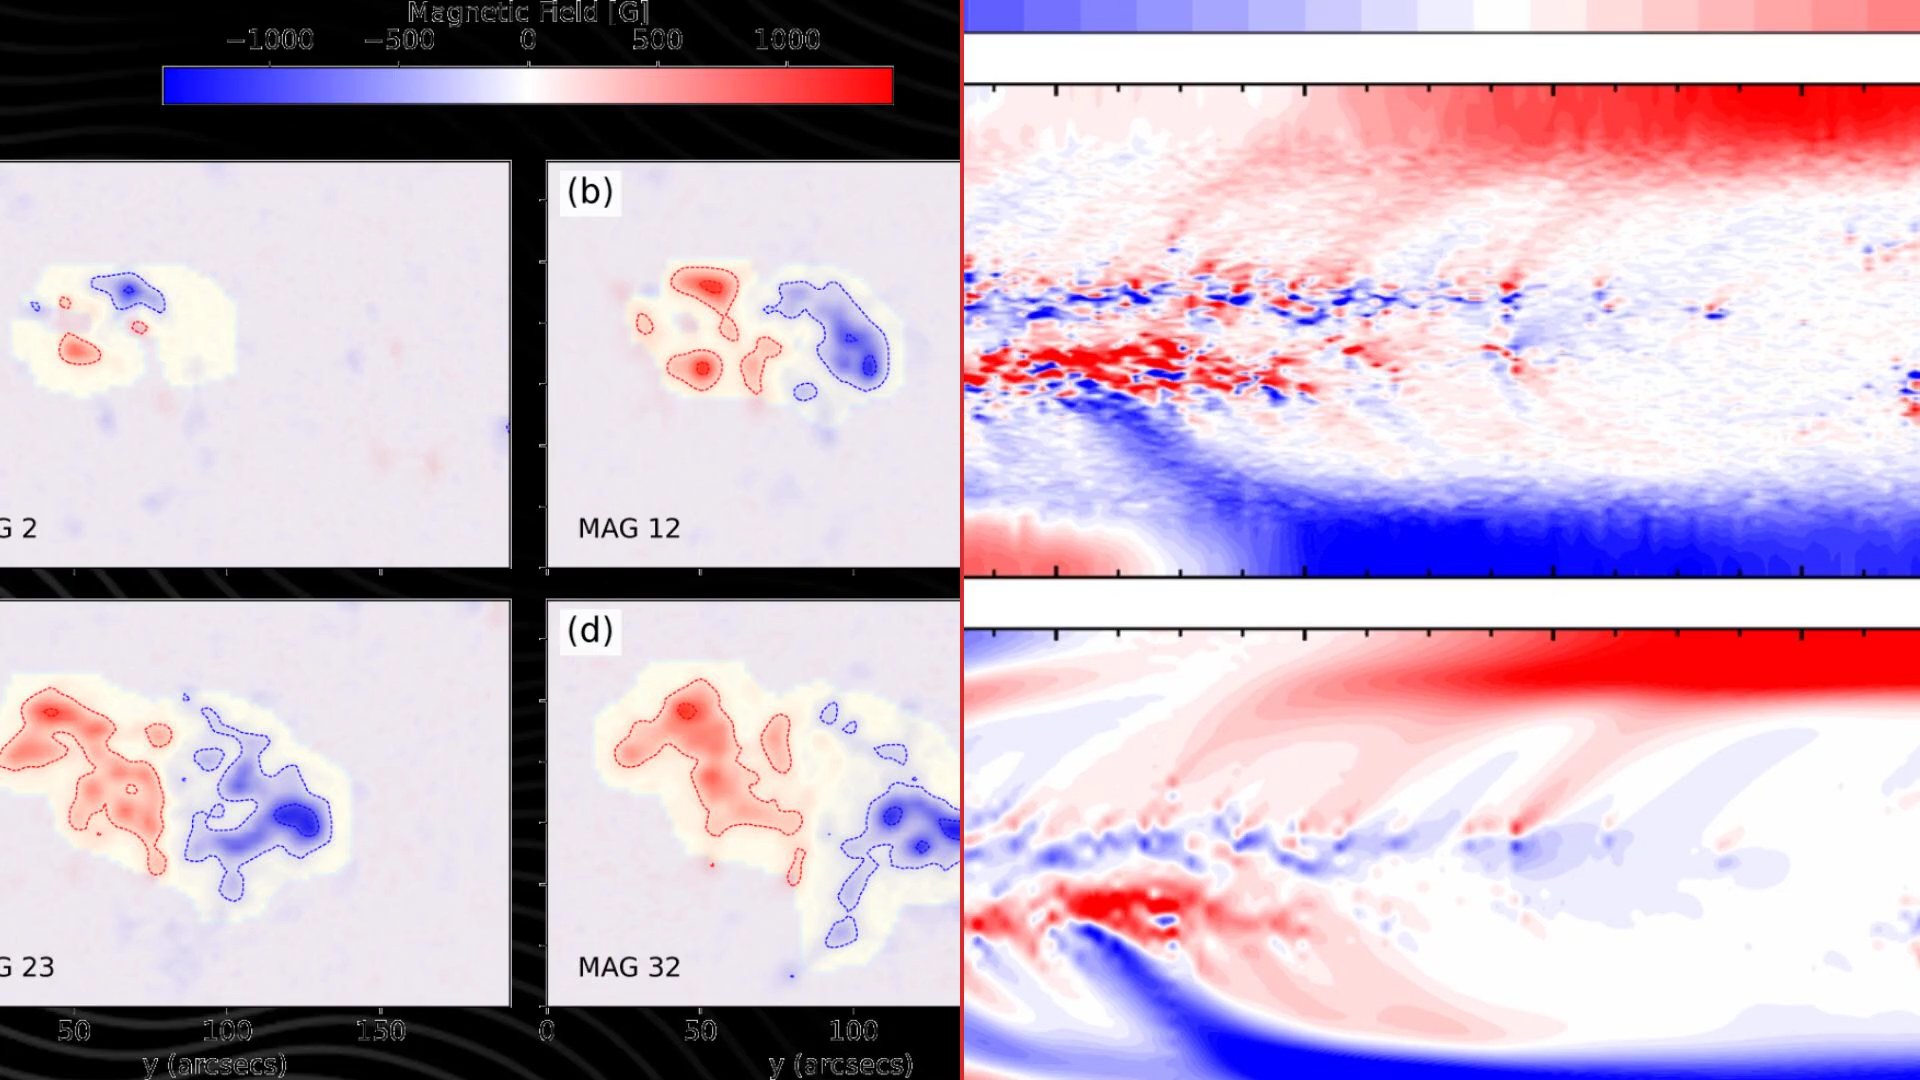 Magnetic Field [G]
−1000 −500 0 500 1000
(b)
G 2
MAG 12
(d)
G 23
MAG 32
50 100 150 0 50 100
y (arcsecs) y (arcsecs)